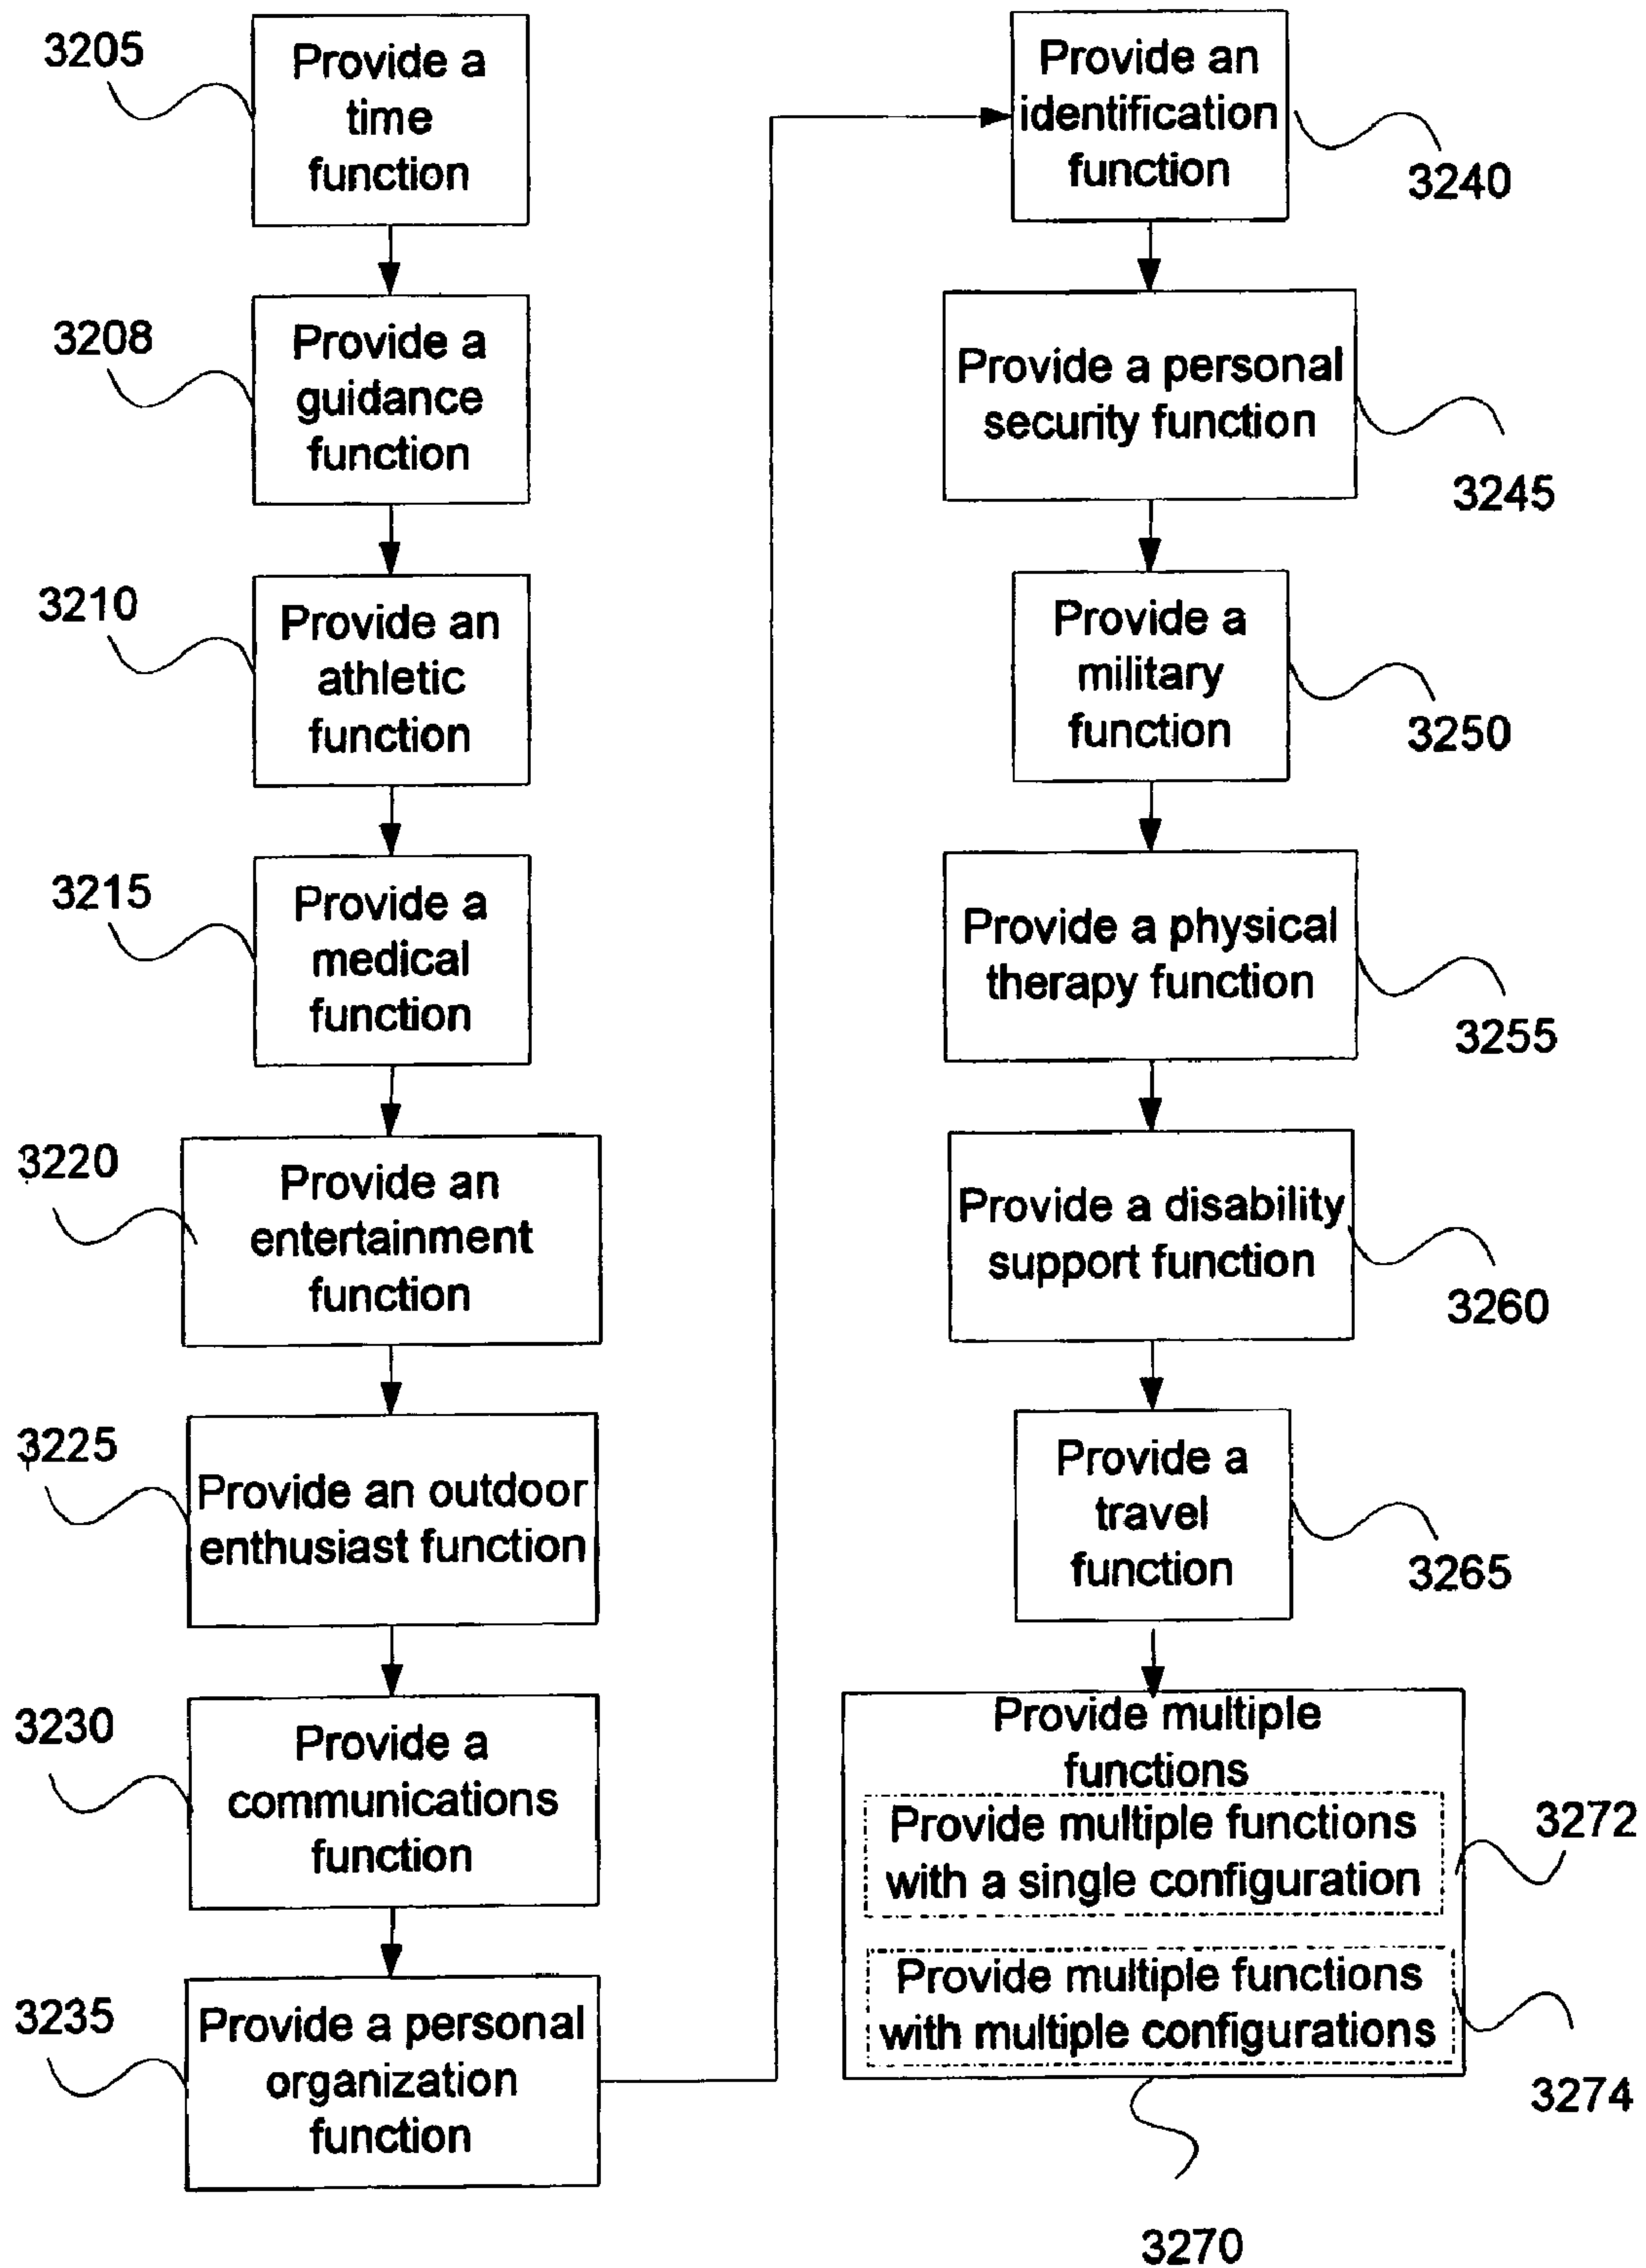 3205
Provide a
time
function
3208
Provide a
guidance
function
3210
Provide an
athletic
function
3215
Provide a
medical
function
3220
Provide an
entertainment
function
3225
Provide an outdoor
enthusiast function
3230
Provide a
communications
function
3235
Provide a personal
organization
function
Provide an
identification
function
3240
Provide a personal
security function
3245
Provide a
military
function
3250
Provide a physical
therapy function
3255
Provide a disability
support function
3260
Provide a
travel
function
3265
Provide multiple
functions
Provide multiple functions
with a single configuration
3272
Provide multiple functions
with multiple configurations
3274
3270